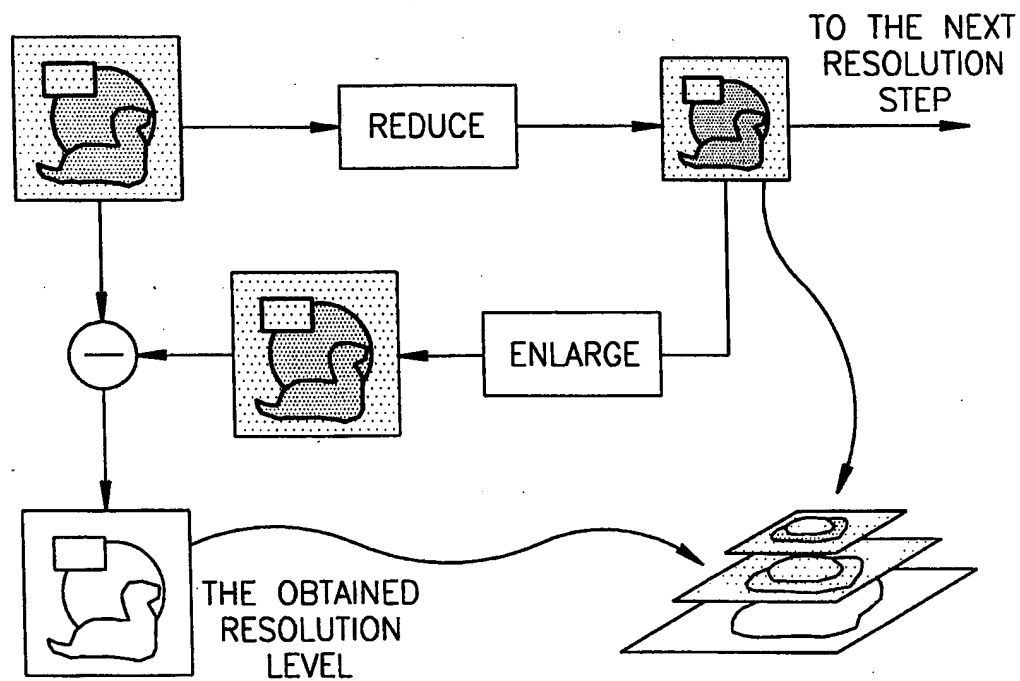 TO THE NEXT
RESOLUTION
STEP
REDUCE
ENLARGE
THE OBTAINED
RESOLUTION
LEVEL